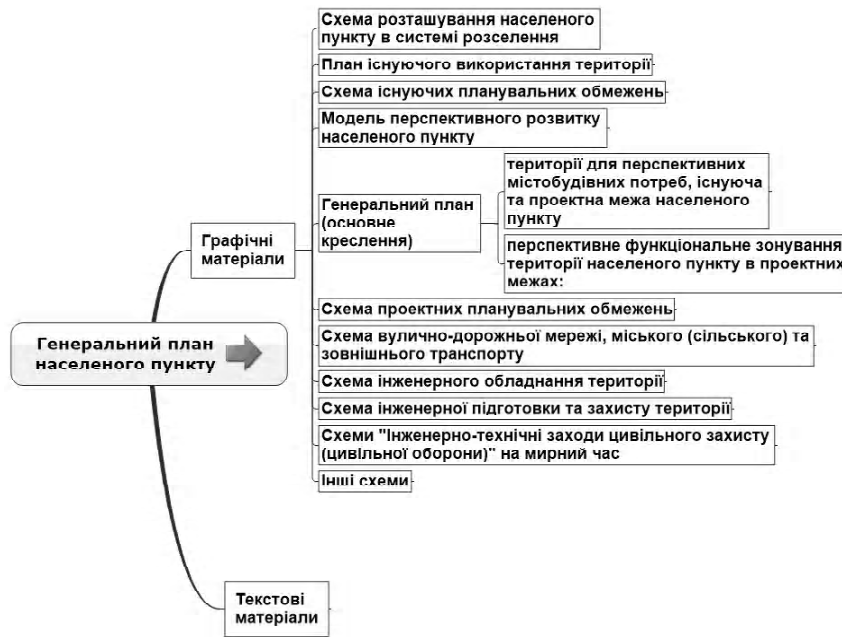 Схема розташування населеного
пункту в системі розселення
План існуючого використання території
Схема існуючих планувальних обмежень
Модель перспективного розвитку
населеного пункту
території для перспективних
містобудівних потреб, існуюча
та проектна межа населеного
пункту
Генеральний план
(основне
креслення)
перспективне функціональне зонування
території населеного пункту в проектних
межах:
Графічні
матеріали
Схема проектних планувальних обмежень
Схема вулично-дорожньої мережі, міського (сільського) та
зовнішнього транспорту
Генеральний план
населеного пункту
Схема інженерного обладнання території
Схема інженерної підготовки та захисту території
Схеми "Інженерно-технічні заходи цивільного захисту
(цивільної оборони)" на мирний час
Інші схеми
Текстові
матеріали